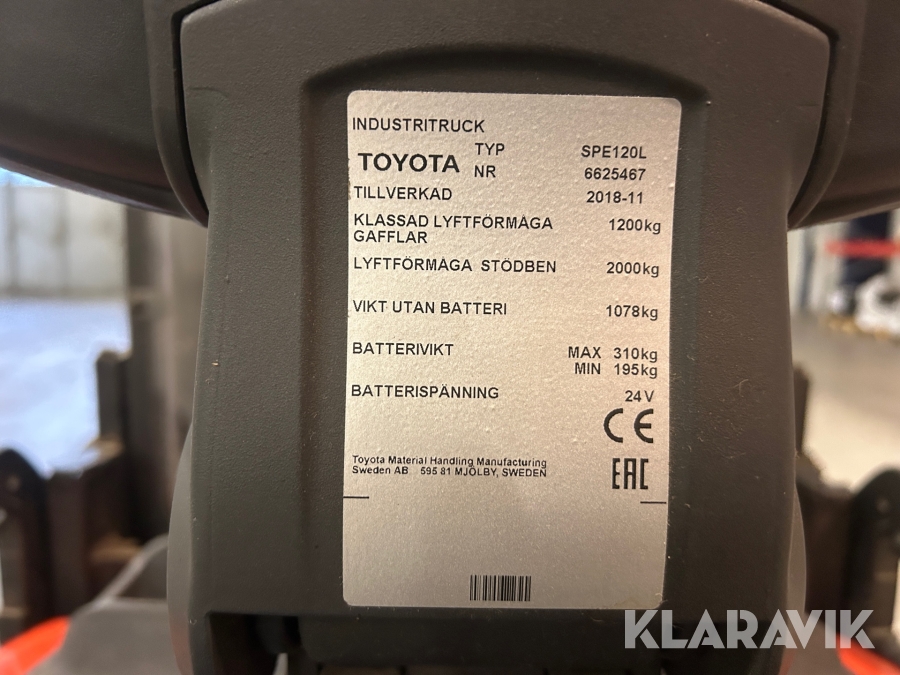 INDUSTRITRUCK
TOYOTA TYP SPE120L
NR 6625467
TILLVERKAD 2018-11
KLASSAD LYFTFÖRMÅGA 1200kg
GAFFLAR
LYFTFÖRMÅGA STÖDBEN 2000kg
VIKT UTAN BATTERI 1078kg
BATTERIVIKT MAX 310kg
MIN 195kg
BATTERISPÄNNING 24V
CE
Toyota Material Handling Manufacturing
Sweden AB 595 81 MJÖLBY, SWEDEN
EAC
KLARAVIK